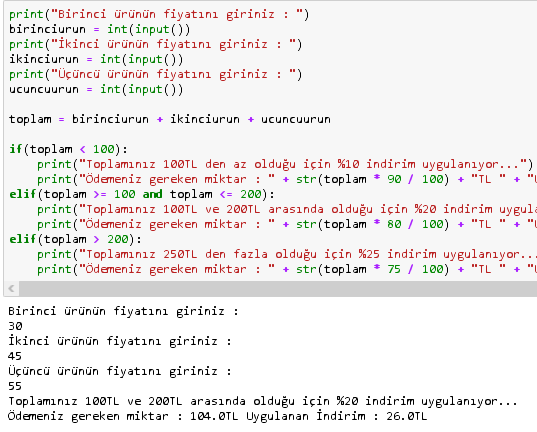 print("Birinci ürünün fiyatını giriniz : ")
birinciurun = int(input())
print("İkinci ürünün fiyatını giriniz : ")
ikinciurun = int(input())
print("Üçüncü ürünün fiyatını giriniz : ")
ucuncuurun = int(input())
toplam = birinciurun + ikinciurun + ucuncuurun
if(toplam < 100):
print("Toplamınız 100TL den az olduğu için %10 indirim uygulanıyor...")
print("Ödemeniz gereken miktar : " + str(toplam * 90 / 100) + "TL " + "U
elif(toplam >= 100 and toplam <= 200):
print("Toplamınız 100TL ve 200TL arasında olduğu için %20 indirim uygula
print("Ödemeniz gereken miktar : " + str(toplam * 80 / 100) + "TL " + "U
elif(toplam > 200):
print("Toplamınız 250TL den fazla olduğu için %25 indirim uygulanıyor...
print("Ödemeniz gereken miktar : " + str(toplam * 75 / 100) + "TL " + "U
Birinci ürünün fiyatını giriniz :
30
İkinci ürünün fiyatını giriniz :
45
Üçüncü ürünün fiyatını giriniz :
55
Toplamınız 100TL ve 200TL arasında olduğu için %20 indirim uygulanıyor...
Ödemeniz gereken miktar : 104.0TL Uygulanan İndirim : 26.0TL